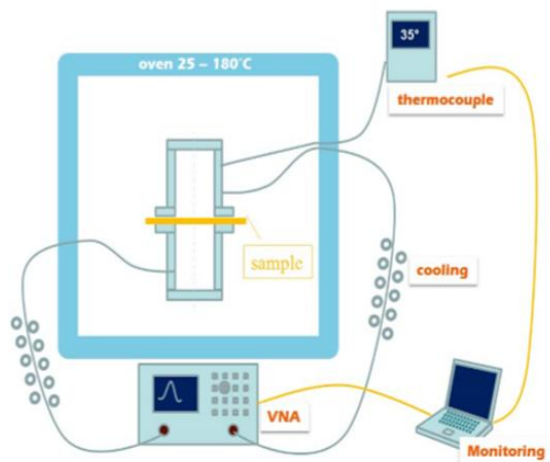 35°
oven 25 – 180°C
thermocouple
sample
cooling
VNA
Monitoring